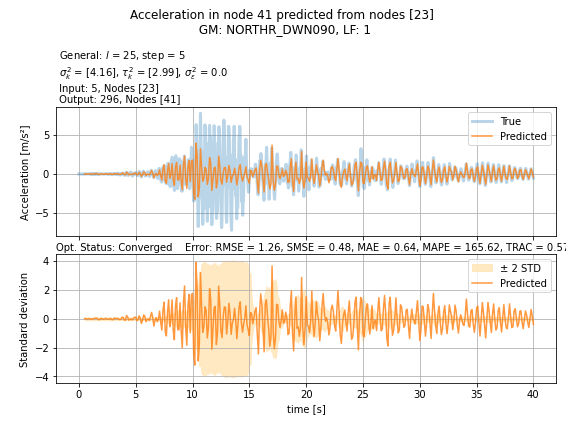 Acceleration in node 41 predicted from nodes [23]
GM: NORTHR_DWN090, LF: 1
General: l = 25, step = 5
σ²ₖ = [4.16], τ²ₖ = [2.99], σ²ε = 0.0
Input: 5, Nodes [23]
Output: 296, Nodes [41]
Acceleration [m/s²]
5
0
−5
True
Predicted
Opt. Status: Converged Error: RMSE = 1.26, SMSE = 0.48, MAE = 0.64, MAPE = 165.62, TRAC = 0.57
Standard deviation
4
2
0
−2
−4
± 2 STD
Predicted
0 5 10 15 20 25 30 35 40
time [s]